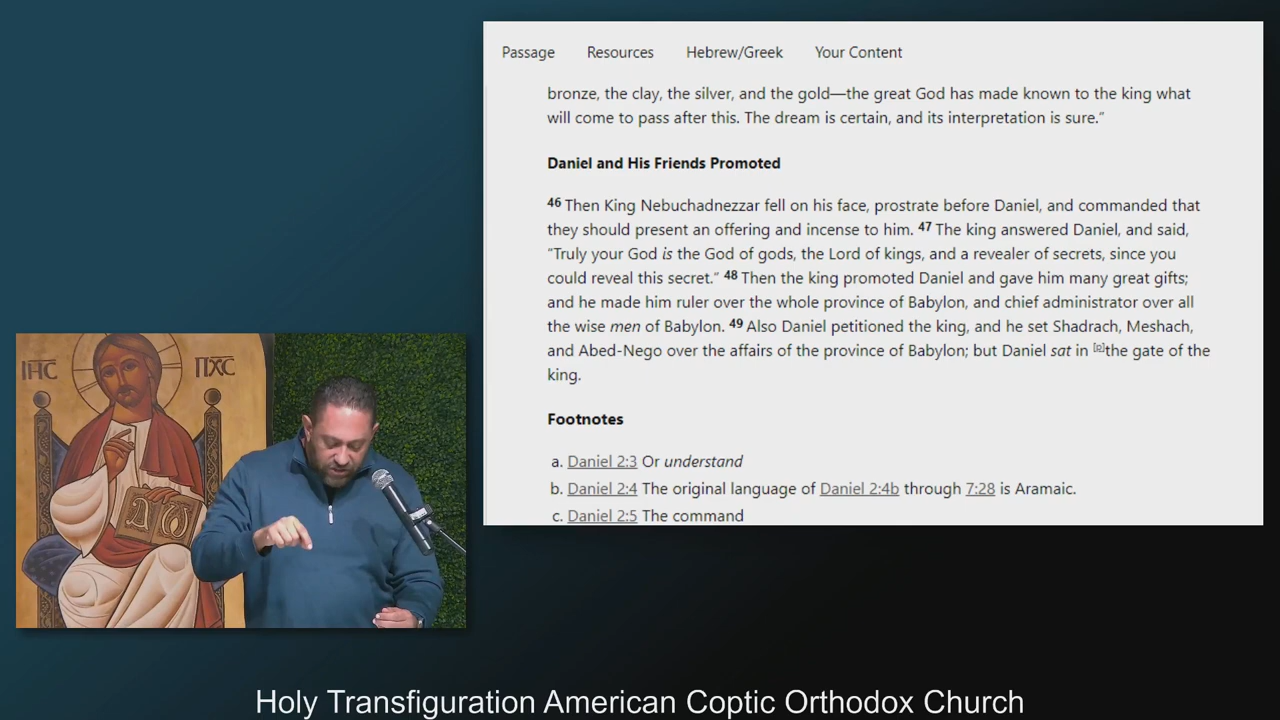 Passage Resources Hebrew/Greek Your Content
bronze, the clay, the silver, and the gold—the great God has made known to the king what
will come to pass after this. The dream is certain, and its interpretation is sure.”
Daniel and His Friends Promoted
46 Then King Nebuchadnezzar fell on his face, prostrate before Daniel, and commanded that
they should present an offering and incense to him. 47 The king answered Daniel, and said,
“Truly your God is the God of gods, the Lord of kings, and a revealer of secrets, since you
could reveal this secret.” 48 Then the king promoted Daniel and gave him many great gifts;
and he made him ruler over the whole province of Babylon, and chief administrator over all
the wise men of Babylon. 49 Also Daniel petitioned the king, and he set Shadrach, Meshach,
and Abed-Nego over the affairs of the province of Babylon; but Daniel sat in [p]the gate of the
king.
Footnotes
a. Daniel 2:3 Or understand
b. Daniel 2:4 The original language of Daniel 2:4b through 7:28 is Aramaic.
c. Daniel 2:5 The command
ΙΗC ΠΧC
Holy Transfiguration American Coptic Orthodox Church